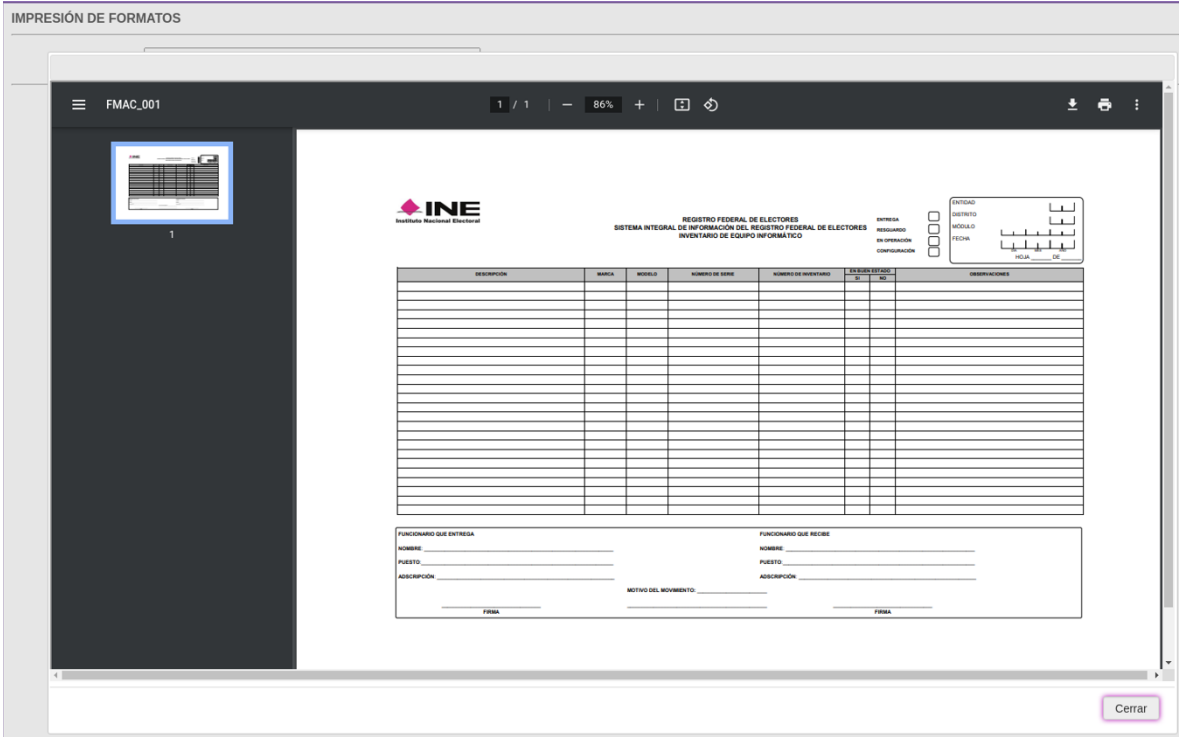 IMPRESIÓN DE FORMATOS
FMAC_001
1 / 1
86%
1
INE
Instituto Nacional Electoral
REGISTRO FEDERAL DE ELECTORES
SISTEMA INTEGRAL DE INFORMACIÓN DEL REGISTRO FEDERAL DE ELECTORES
INVENTARIO DE EQUIPO INFORMÁTICO
ENTREGA
RESGUARDO
EN OPERACIÓN
CONFIGURACIÓN
ENTIDAD
DISTRITO
MÓDULO
FECHA
HOJA ______ DE ______
DESCRIPCIÓN MARCA MODELO NÚMERO DE SERIE NÚMERO DE INVENTARIO EN BUEN ESTADO OBSERVACIONES
SI NO
FUNCIONARIO QUE ENTREGA FUNCIONARIO QUE RECIBE
NOMBRE: NOMBRE:
PUESTO: PUESTO:
ADSCRIPCIÓN: ADSCRIPCIÓN:
MOTIVO DEL MOVIMIENTO:
FIRMA FIRMA
Cerrar